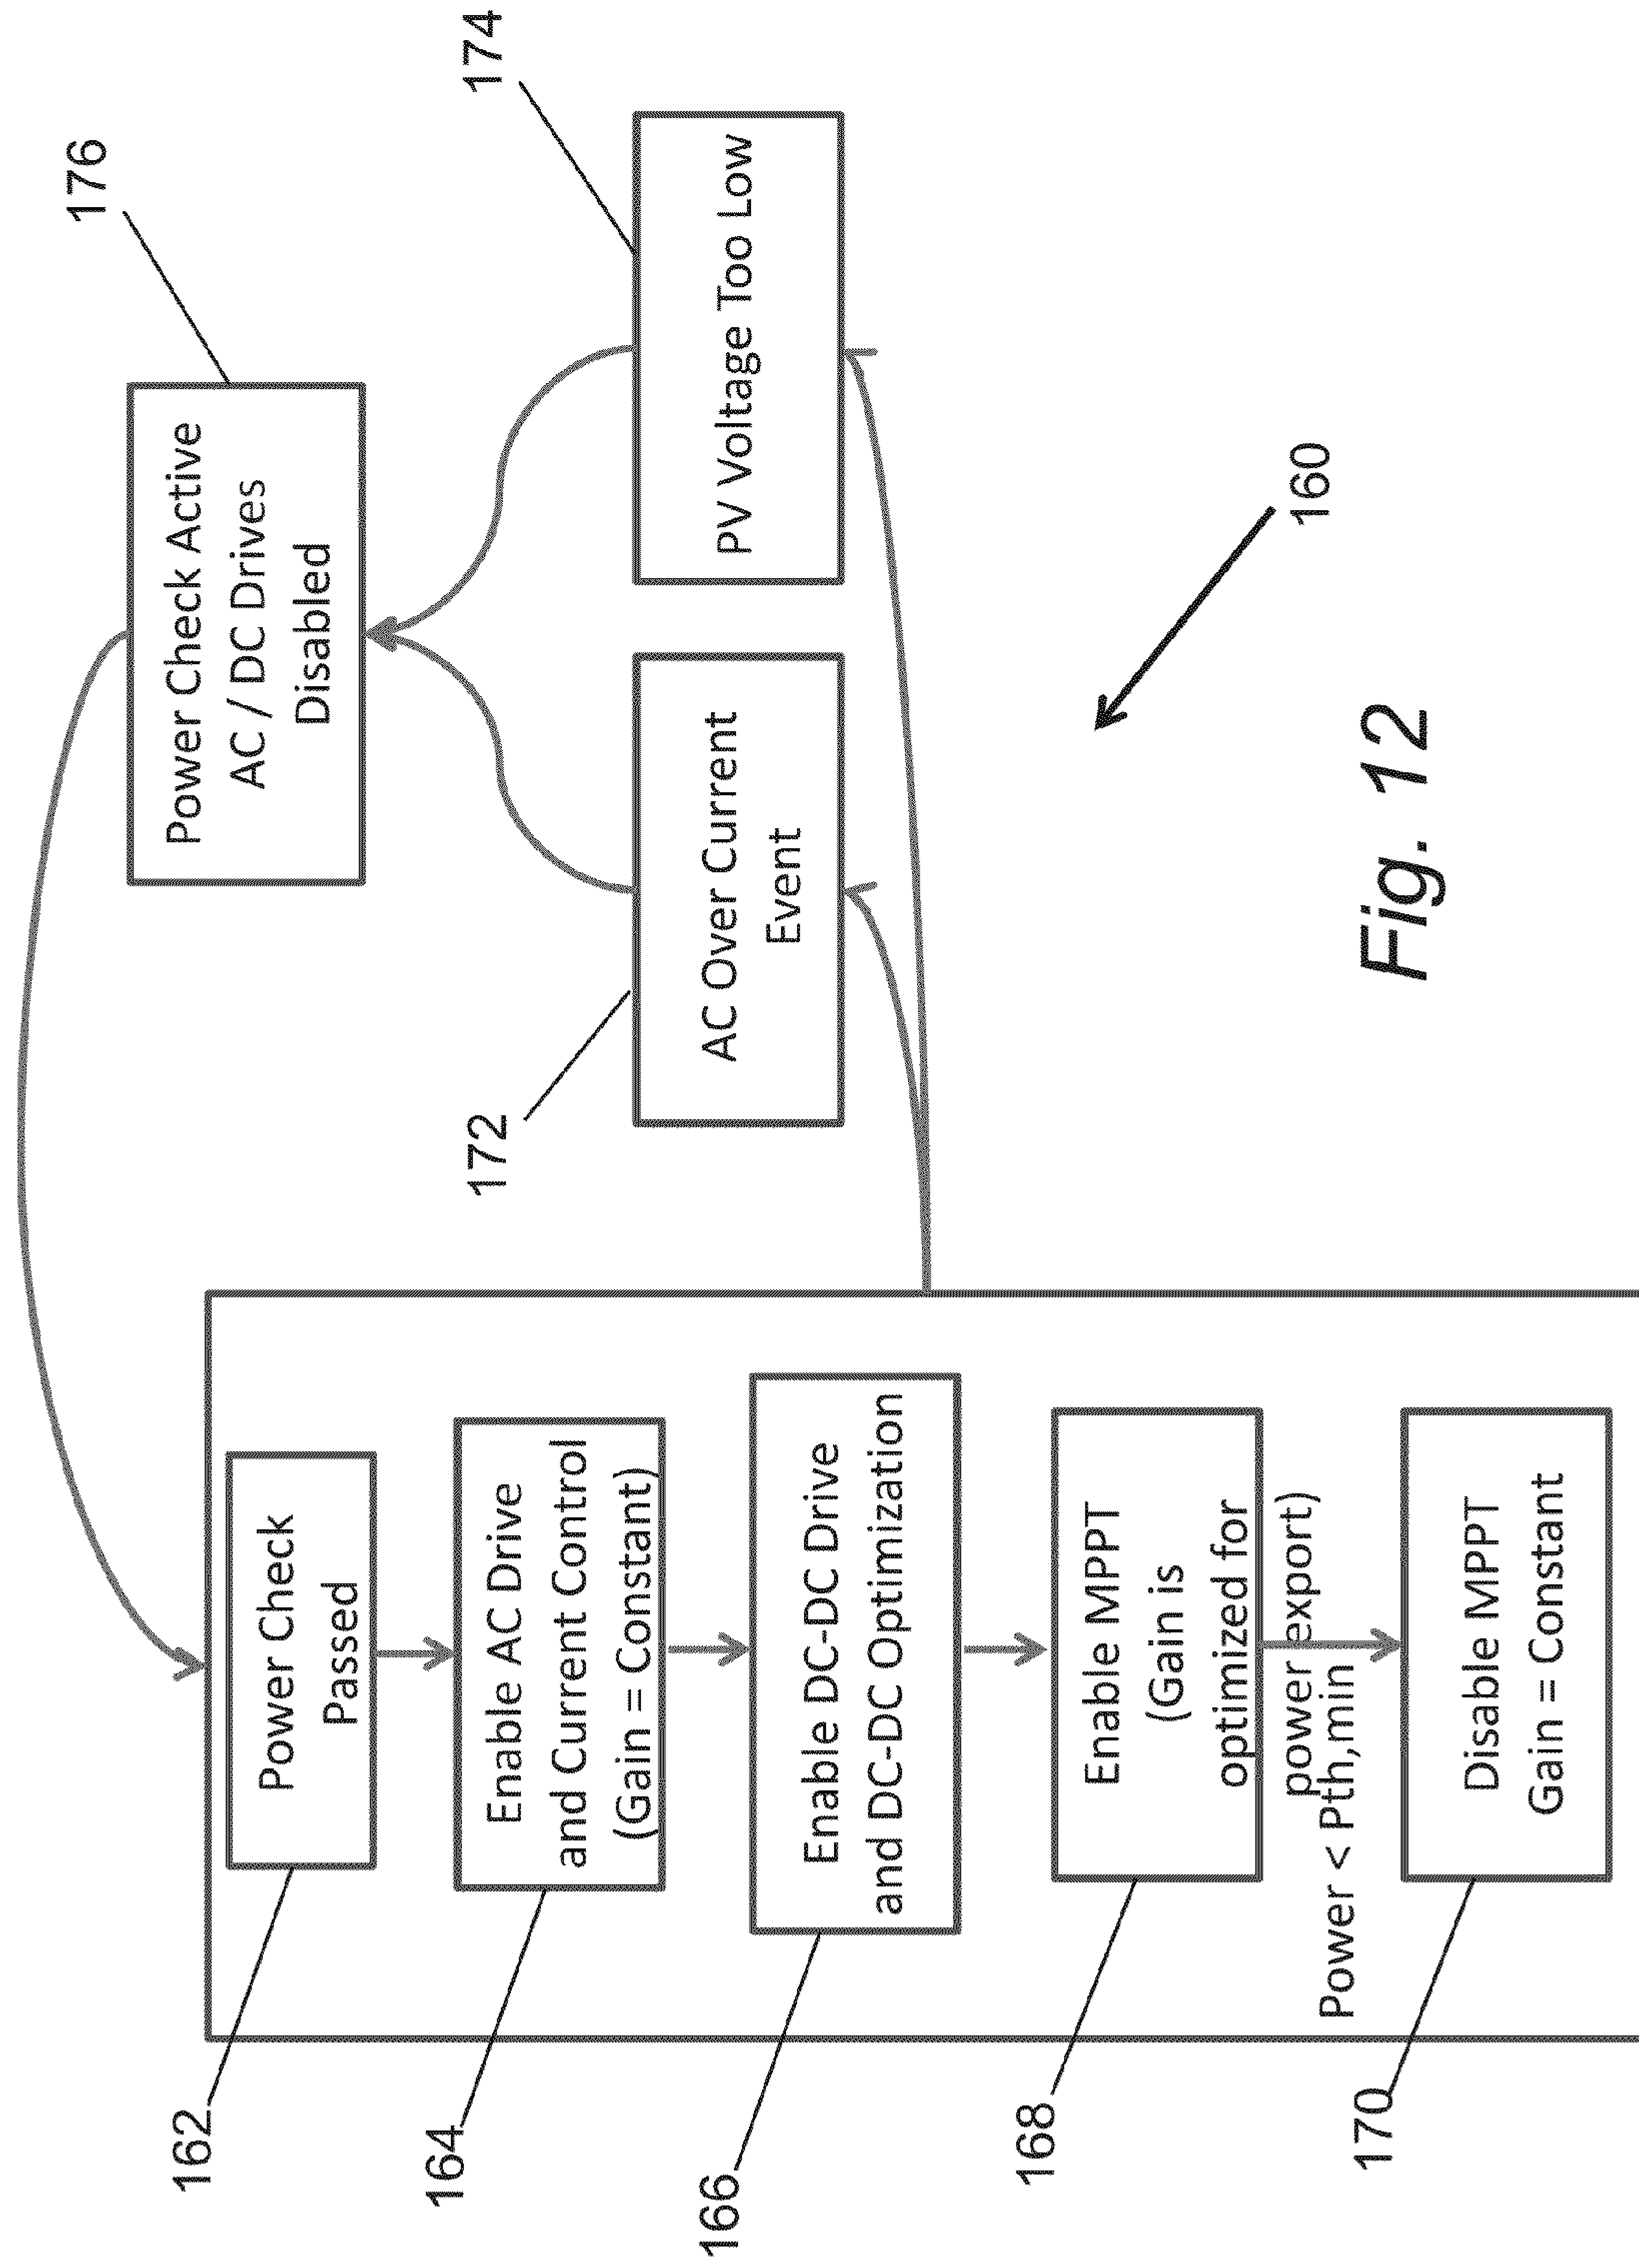 162
Power Check
Passed
164
Enable AC Drive
and Current Control
(Gain = Constant)
166
Enable DC-DC Drive
and DC-DC Optimization
168
Enable MPPT
(Gain is
optimized for
power export)
Power < Pth,min
170
Disable MPPT
Gain = Constant
176
Power Check Active
AC / DC Drives
Disabled
172
AC Over Current
Event
174
PV Voltage Too Low
160
Fig. 12